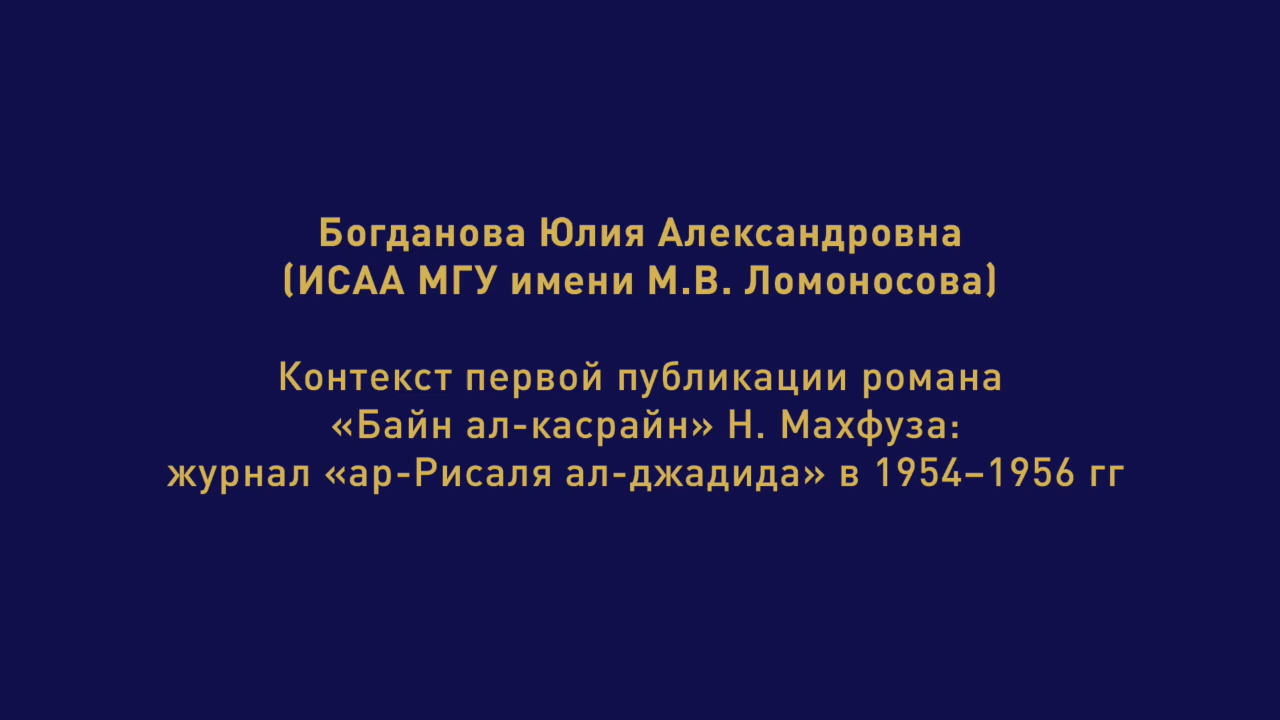 Богданова Юлия Александровна
(ИСАА МГУ имени М.В. Ломоносова)
Контекст первой публикации романа
«Байн ал-касрайн» Н. Махфуза:
журнал «ар-Рисаля ал-джадида» в 1954–1956 гг